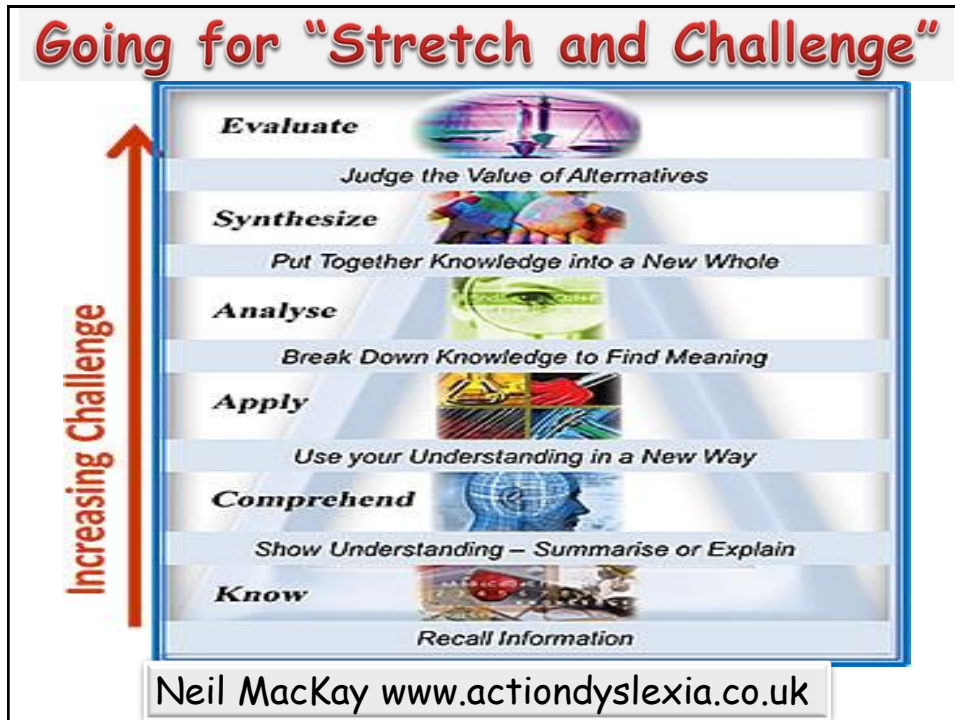 Going for “Stretch and Challenge”
Evaluate
Judge the Value of Alternatives
Synthesize
Put Together Knowledge into a New Whole
Analyse
Break Down Knowledge to Find Meaning
Apply
Use your Understanding in a New Way
Comprehend
Show Understanding – Summarise or Explain
Know
Recall Information
Increasing Challenge
Neil MacKay www.actiondyslexia.co.uk